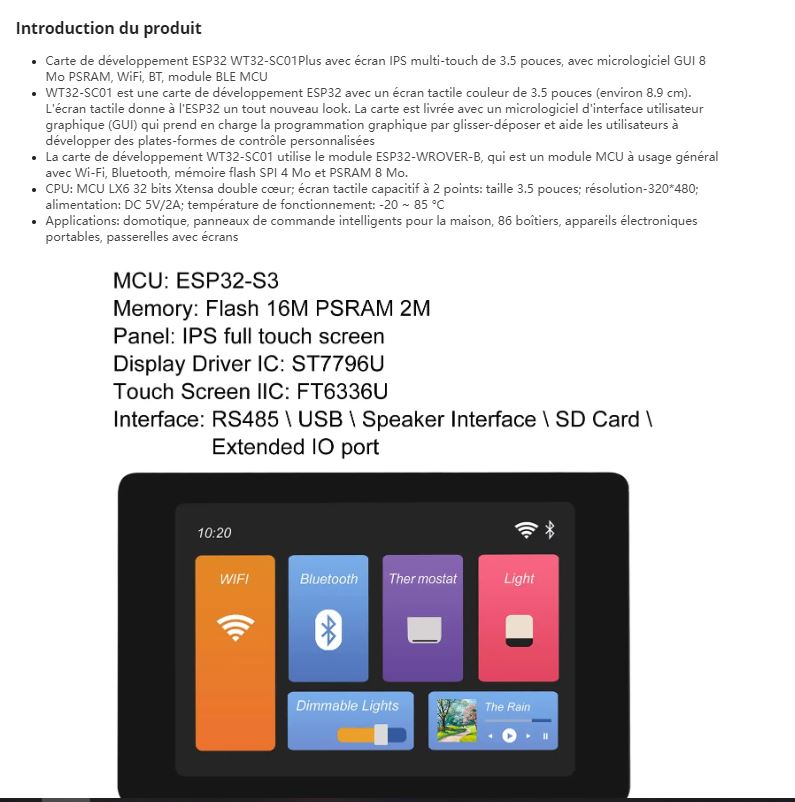 Introduction du produit
Carte de développement ESP32 WT32-SC01Plus avec écran IPS multi-touch de 3.5 pouces, avec micrologiciel GUI 8
Mo PSRAM, WiFi, BT, module BLE MCU
WT32-SC01 est une carte de développement ESP32 avec un écran tactile couleur de 3.5 pouces (environ 8.9 cm).
L'écran tactile donne à l'ESP32 un tout nouveau look. La carte est livrée avec un micrologiciel d'interface utilisateur
graphique (GUI) qui prend en charge la programmation graphique par glisser-déposer et aide les utilisateurs à
développer des plates-formes de contrôle personnalisées
La carte de développement WT32-SC01 utilise le module ESP32-WROVER-B, qui est un module MCU à usage général
avec Wi-Fi, Bluetooth, mémoire flash SPI 4 Mo et PSRAM 8 Mo.
CPU: MCU LX6 32 bits Xtensa double cœur; écran tactile capacitif à 2 points: taille 3.5 pouces; résolution-320*480;
alimentation: DC 5V/2A; température de fonctionnement: -20 ~ 85 °C
Applications: domotique, panneaux de commande intelligents pour la maison, 86 boîtiers, appareils électroniques
portables, passerelles avec écrans
MCU: ESP32-S3
Memory: Flash 16M PSRAM 2M
Panel: IPS full touch screen
Display Driver IC: ST7796U
Touch Screen IIC: FT6336U
Interface: RS485 \ USB \ Speaker Interface \ SD Card \
Extended IO port
10:20
WIFI
Bluetooth
Ther mostat
Light
Dimmable Lights
The Rain